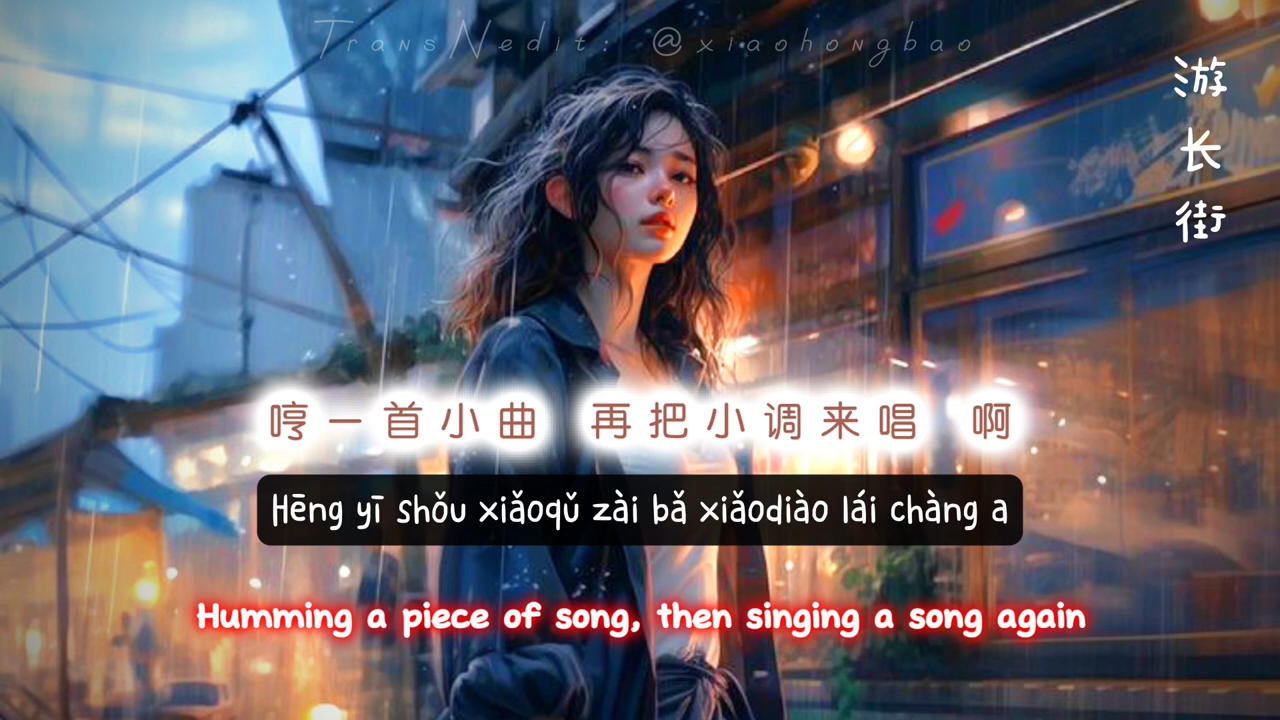 TransNedit: @xiaohongbao
游长街
哼一首小曲 再把小调来唱 啊
Hēng yī shǒu xiǎoqǔ zài bǎ xiǎodiào lái chàng a
Humming a piece of song, then singing a song again